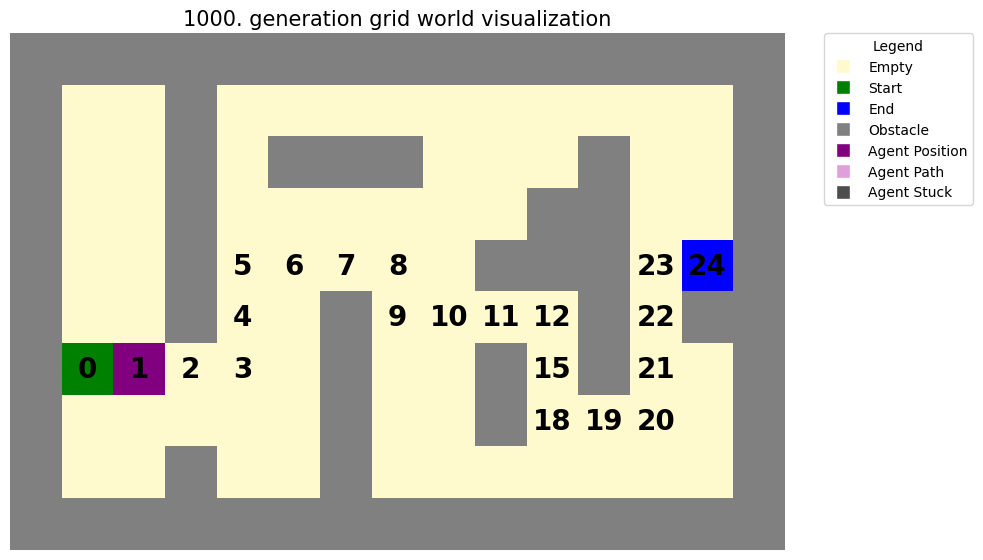 1000. generation grid world visualization
Legend
Empty
Start
End
Obstacle
Agent Position
Agent Path
Agent Stuck
5 6 7 8 23 24
4 9 10 11 12 22
0 1 2 3 15 21
18 19 20